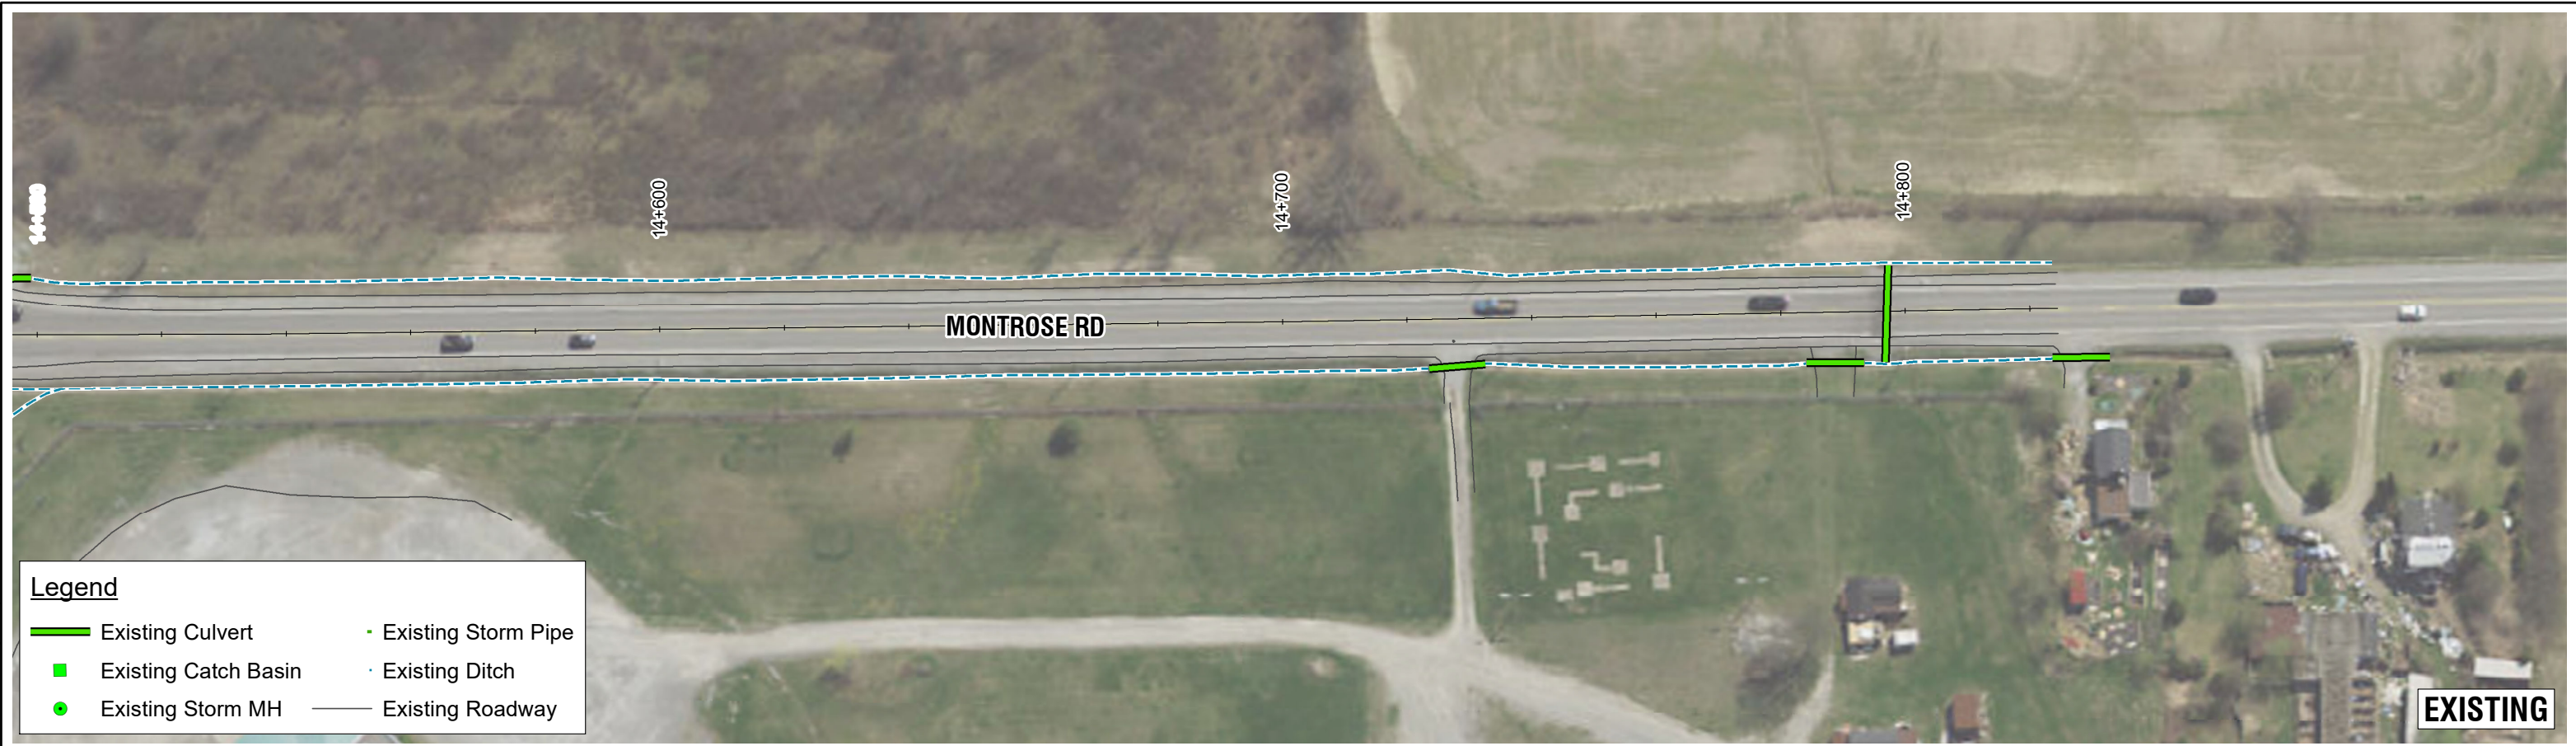 14+600
14+700
14+800
MONTROSE RD
Legend
Existing Culvert
Existing Storm Pipe
Existing Catch Basin
Existing Ditch
Existing Storm MH
Existing Roadway
EXISTING